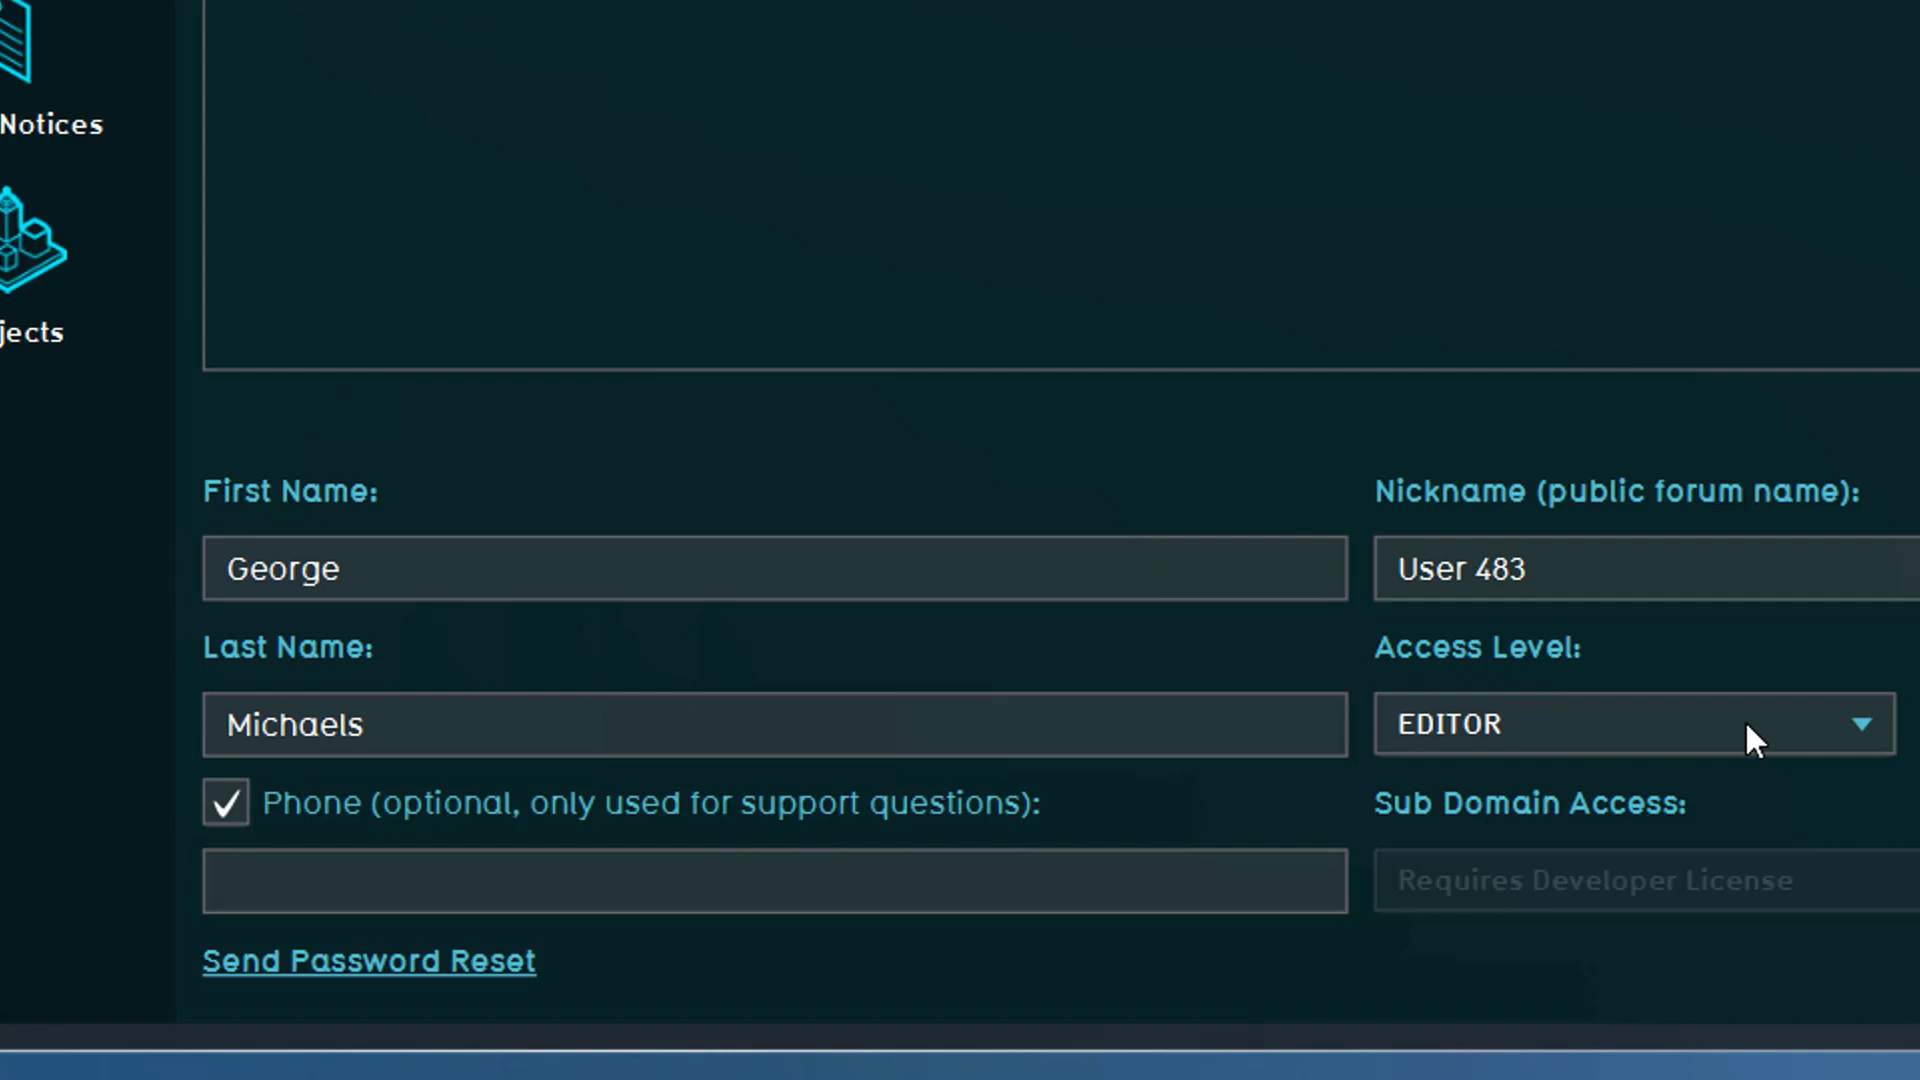 Notices
jects
First Name:
Nickname (public forum name):
George
User 483
Last Name:
Access Level:
Michaels
EDITOR
Phone (optional, only used for support questions):
Sub Domain Access:
Requires Developer License
Send Password Reset